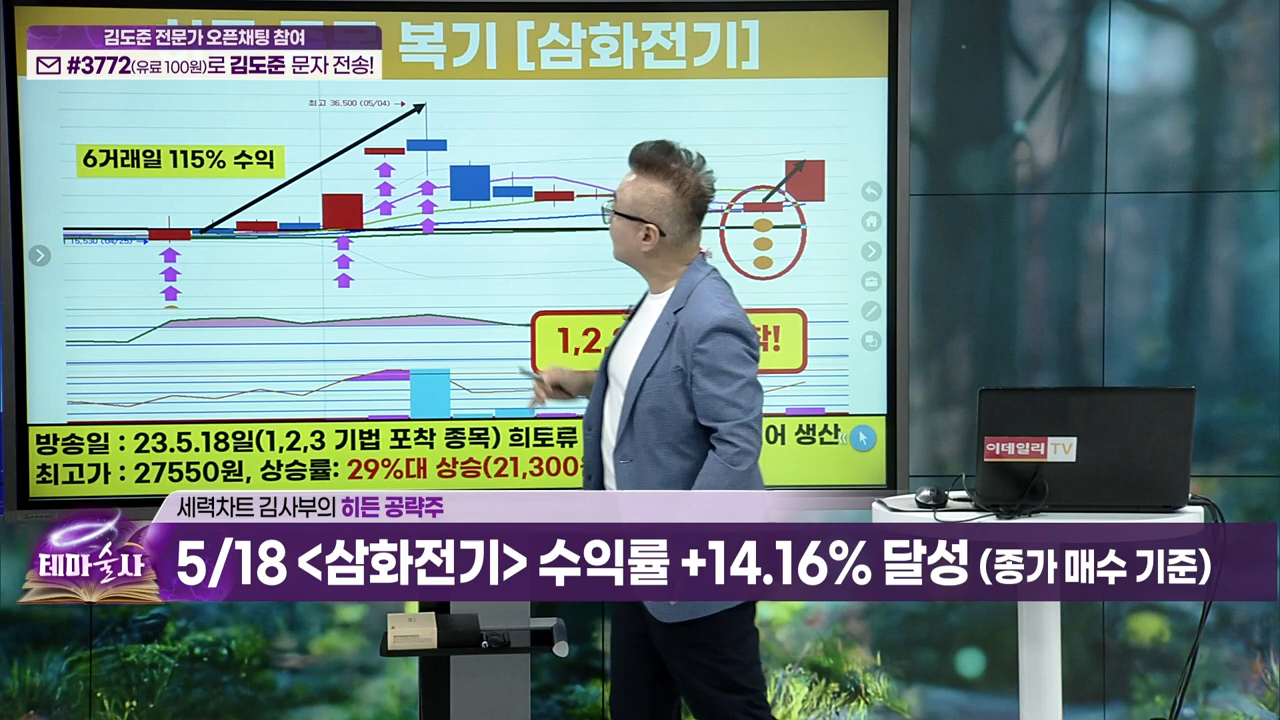 김도준 전문가 오픈채팅 참여
#3772(유료 100원)로 김도준 문자 전송!
복기 [삼화전기]
최고 36,500 (05/04)
6거래일 115% 수익
15,530 (04/25)
1,2,
착!
방송일 : 23.5.18일(1,2,3 기법 포착 종목) 희토류
어 생산
최고가 : 27550원, 상승률: 29%대 상승(21,300
이데일리 TV
세력차트 김사부의 히든 공략주
테마술사
5/18 <삼화전기> 수익률 +14.16% 달성 (종가 매수 기준)